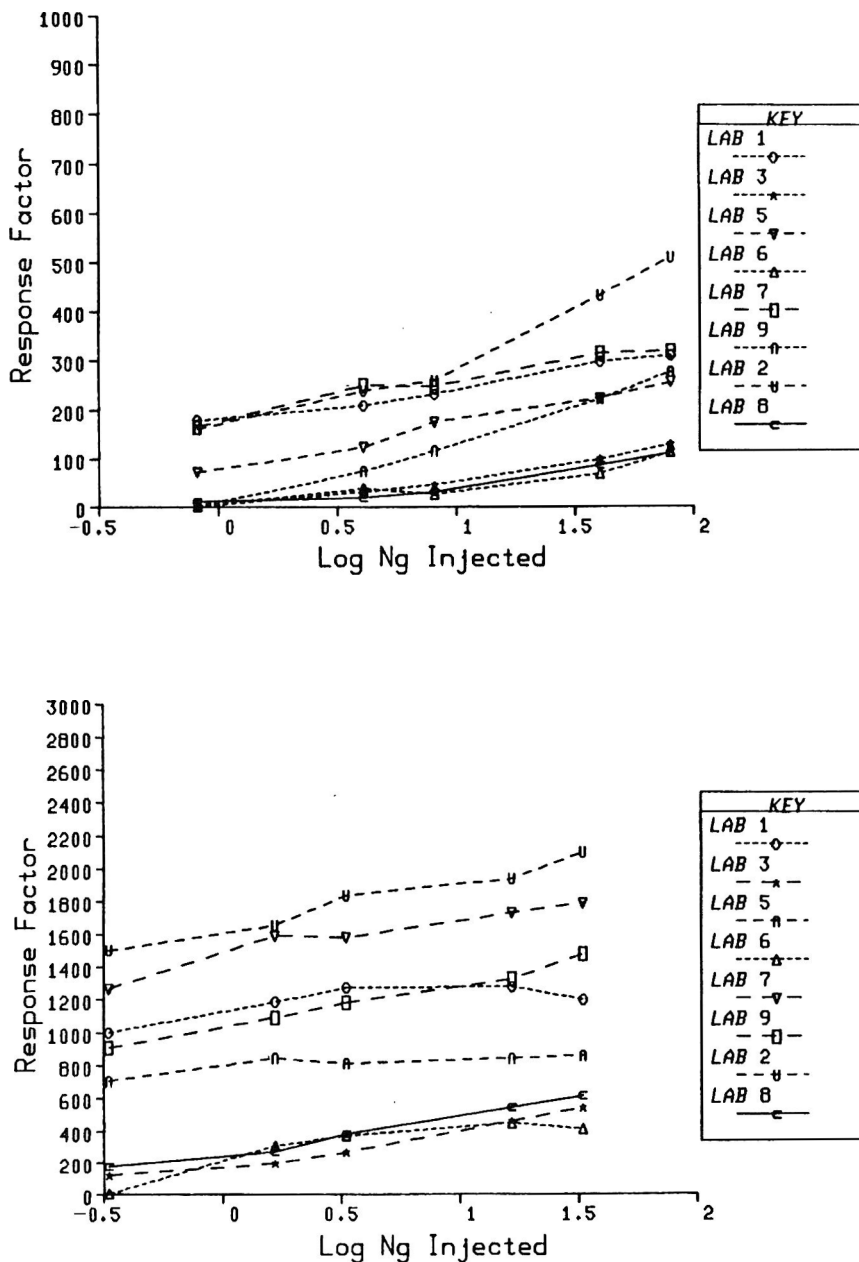 1000
900
800
700
600
500
400
300
200
100
0
Response Factor
-0.5
0
0.5
1
1.5
2
Log Ng Injected
KEY
LAB 1
LAB 3
LAB 5
LAB 6
LAB 7
LAB 9
LAB 2
LAB 8
3000
2800
2600
2400
2200
2000
1800
1600
1400
1200
1000
800
600
400
200
0
Response Factor
-0.5
0
0.5
1
1.5
2
Log Ng Injected
KEY
LAB 1
LAB 3
LAB 5
LAB 6
LAB 7
LAB 9
LAB 2
LAB 8